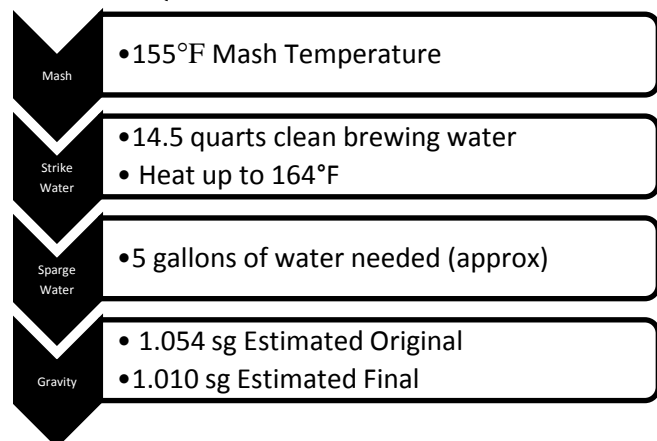 Mash
•155°F Mash Temperature
Strike
Water
•14.5 quarts clean brewing water
• Heat up to 164°F
Sparge
Water
•5 gallons of water needed (approx)
Gravity
• 1.054 sg Estimated Original
•1.010 sg Estimated Final